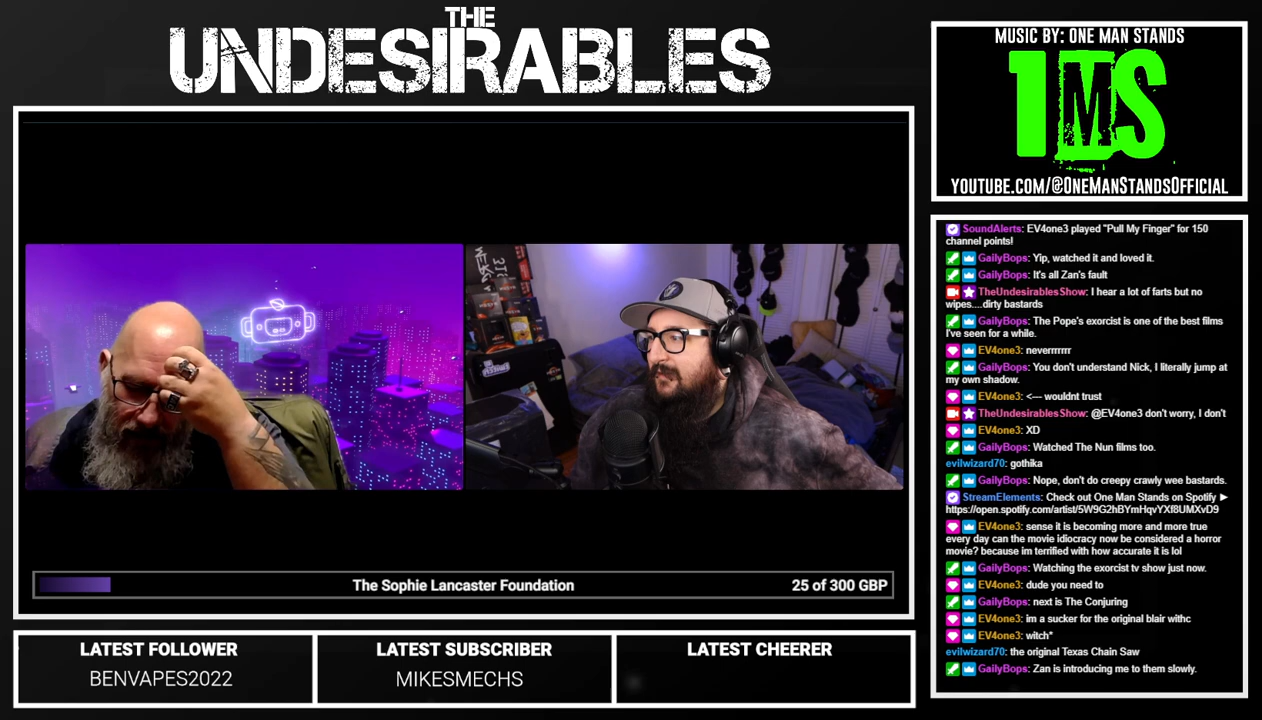 THE
UNDESIRABLES
MUSIC BY: ONE MAN STANDS
1MS
YOUTUBE.COM/@ONEMANSTANDSOFFICIAL
SoundAlerts: EV4one3 played "Pull My Finger" for 150
channel points!
GailyBops: Yip, watched it and loved it.
GailyBops: It's all Zan's fault
TheUndesirablesShow: I hear a lot of farts but no
wipes....dirty bastards
GailyBops: The Pope's exorcist is one of the best films
I've seen for a while.
EV4one3: neverrrrrr
GailyBops: You don't understand Nick, I literally jump at
my own shadow.
EV4one3: <--- wouldnt trust
TheUndesirablesShow: @EV4one3 don't worry, I don't
EV4one3: XD
GailyBops: Watched The Nun films too.
evilwizard70: gothika
GailyBops: Nope, don't do creepy crawly wee bastards.
StreamElements: Check out One Man Stands on Spotify ►
https://open.spotify.com/artist/5W9G2hBYmHqvYXf8UMXvD9
EV4one3: sense it is becoming more and more true
every day can the movie idiocracy now be considered a horror
movie? because im terrified with how accurate it is lol
GailyBops: Watching the exorcist tv show just now.
EV4one3: dude you need to
GailyBops: next is The Conjuring
EV4one3: im a sucker for the original blair withc
EV4one3: witch*
evilwizard70: the original Texas Chain Saw
GailyBops: Zan is introducing me to them slowly.
The Sophie Lancaster Foundation
25 of 300 GBP
LATEST FOLLOWER
BENVAPES2022
LATEST SUBSCRIBER
MIKESMECHS
LATEST CHEERER